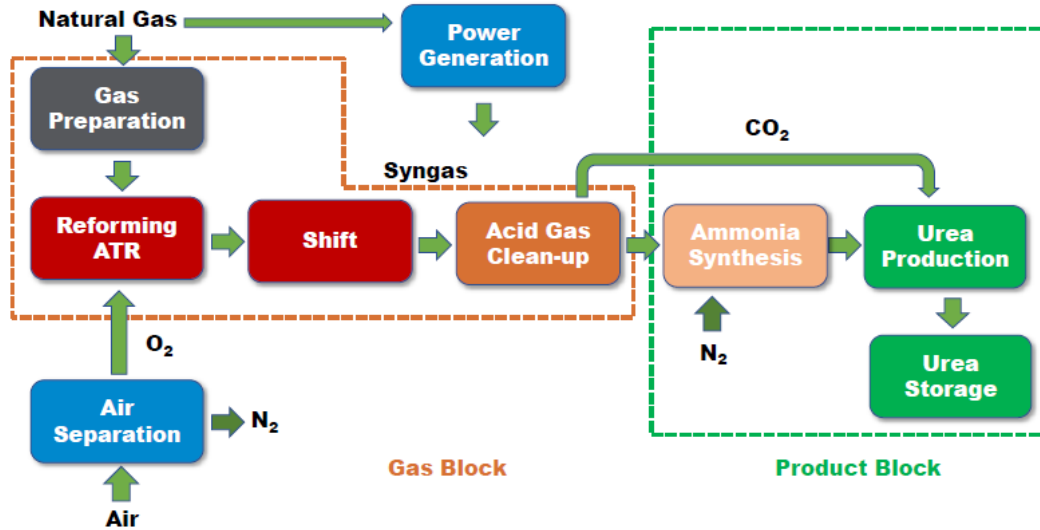 Natural Gas
Power
Generation
Gas
Preparation
CO₂
Syngas
Reforming
ATR
Shift
Acid Gas
Clean-up
Ammonia
Synthesis
Urea
Production
O₂
N₂
Urea
Storage
Air
Separation
N₂
Gas Block
Product Block
Air